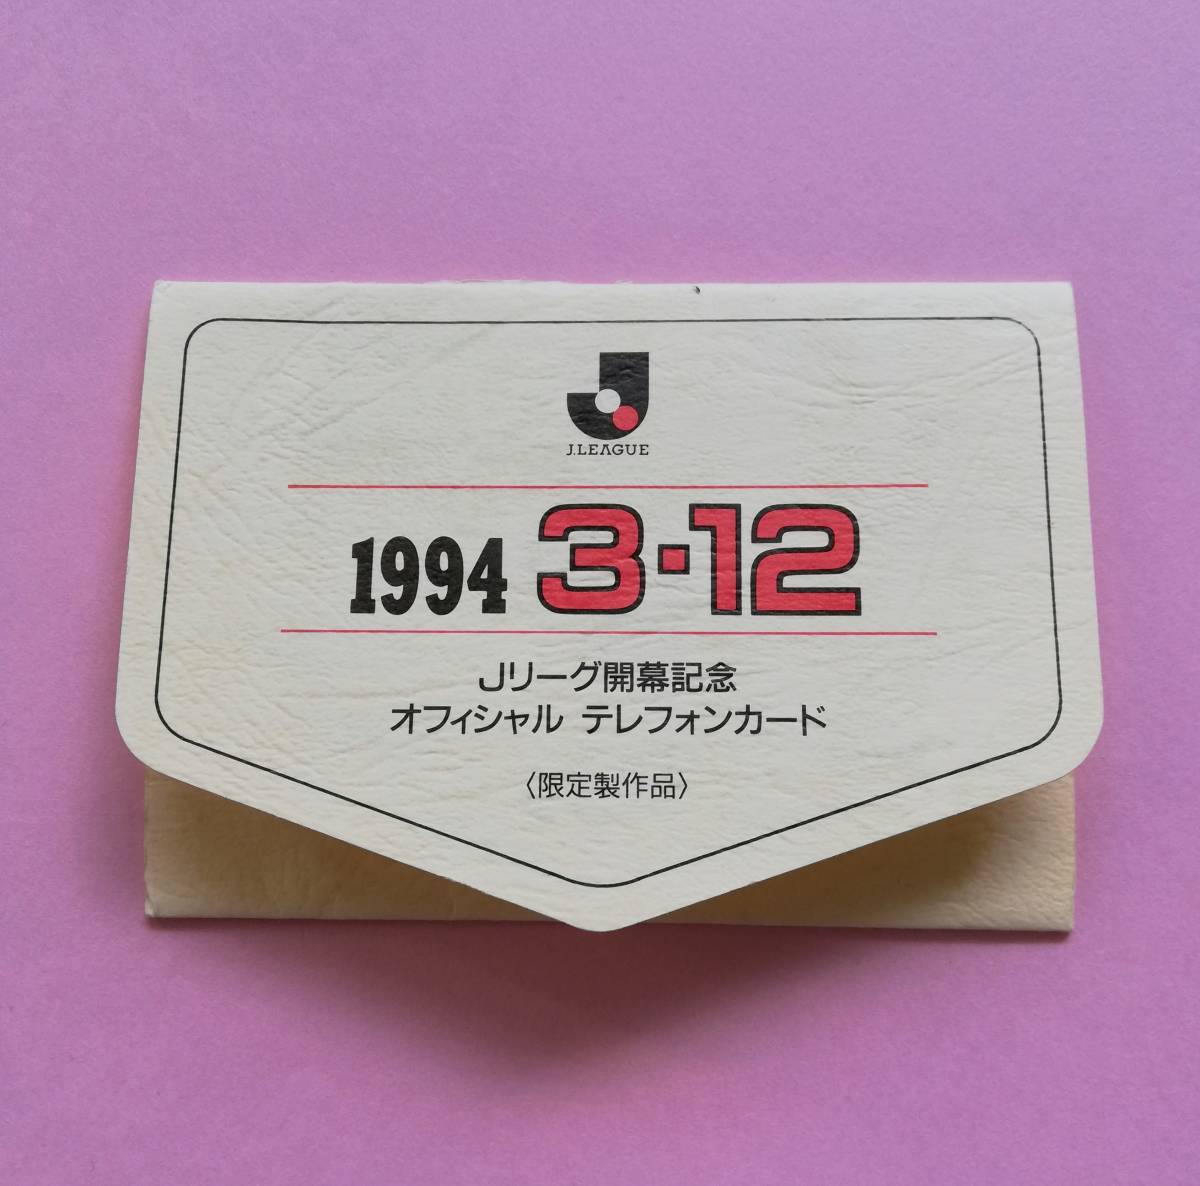 J.LEAGUE
1994 3・12
Jリーグ開幕記念
オフィシャル テレフォンカード
〈限定製作品〉